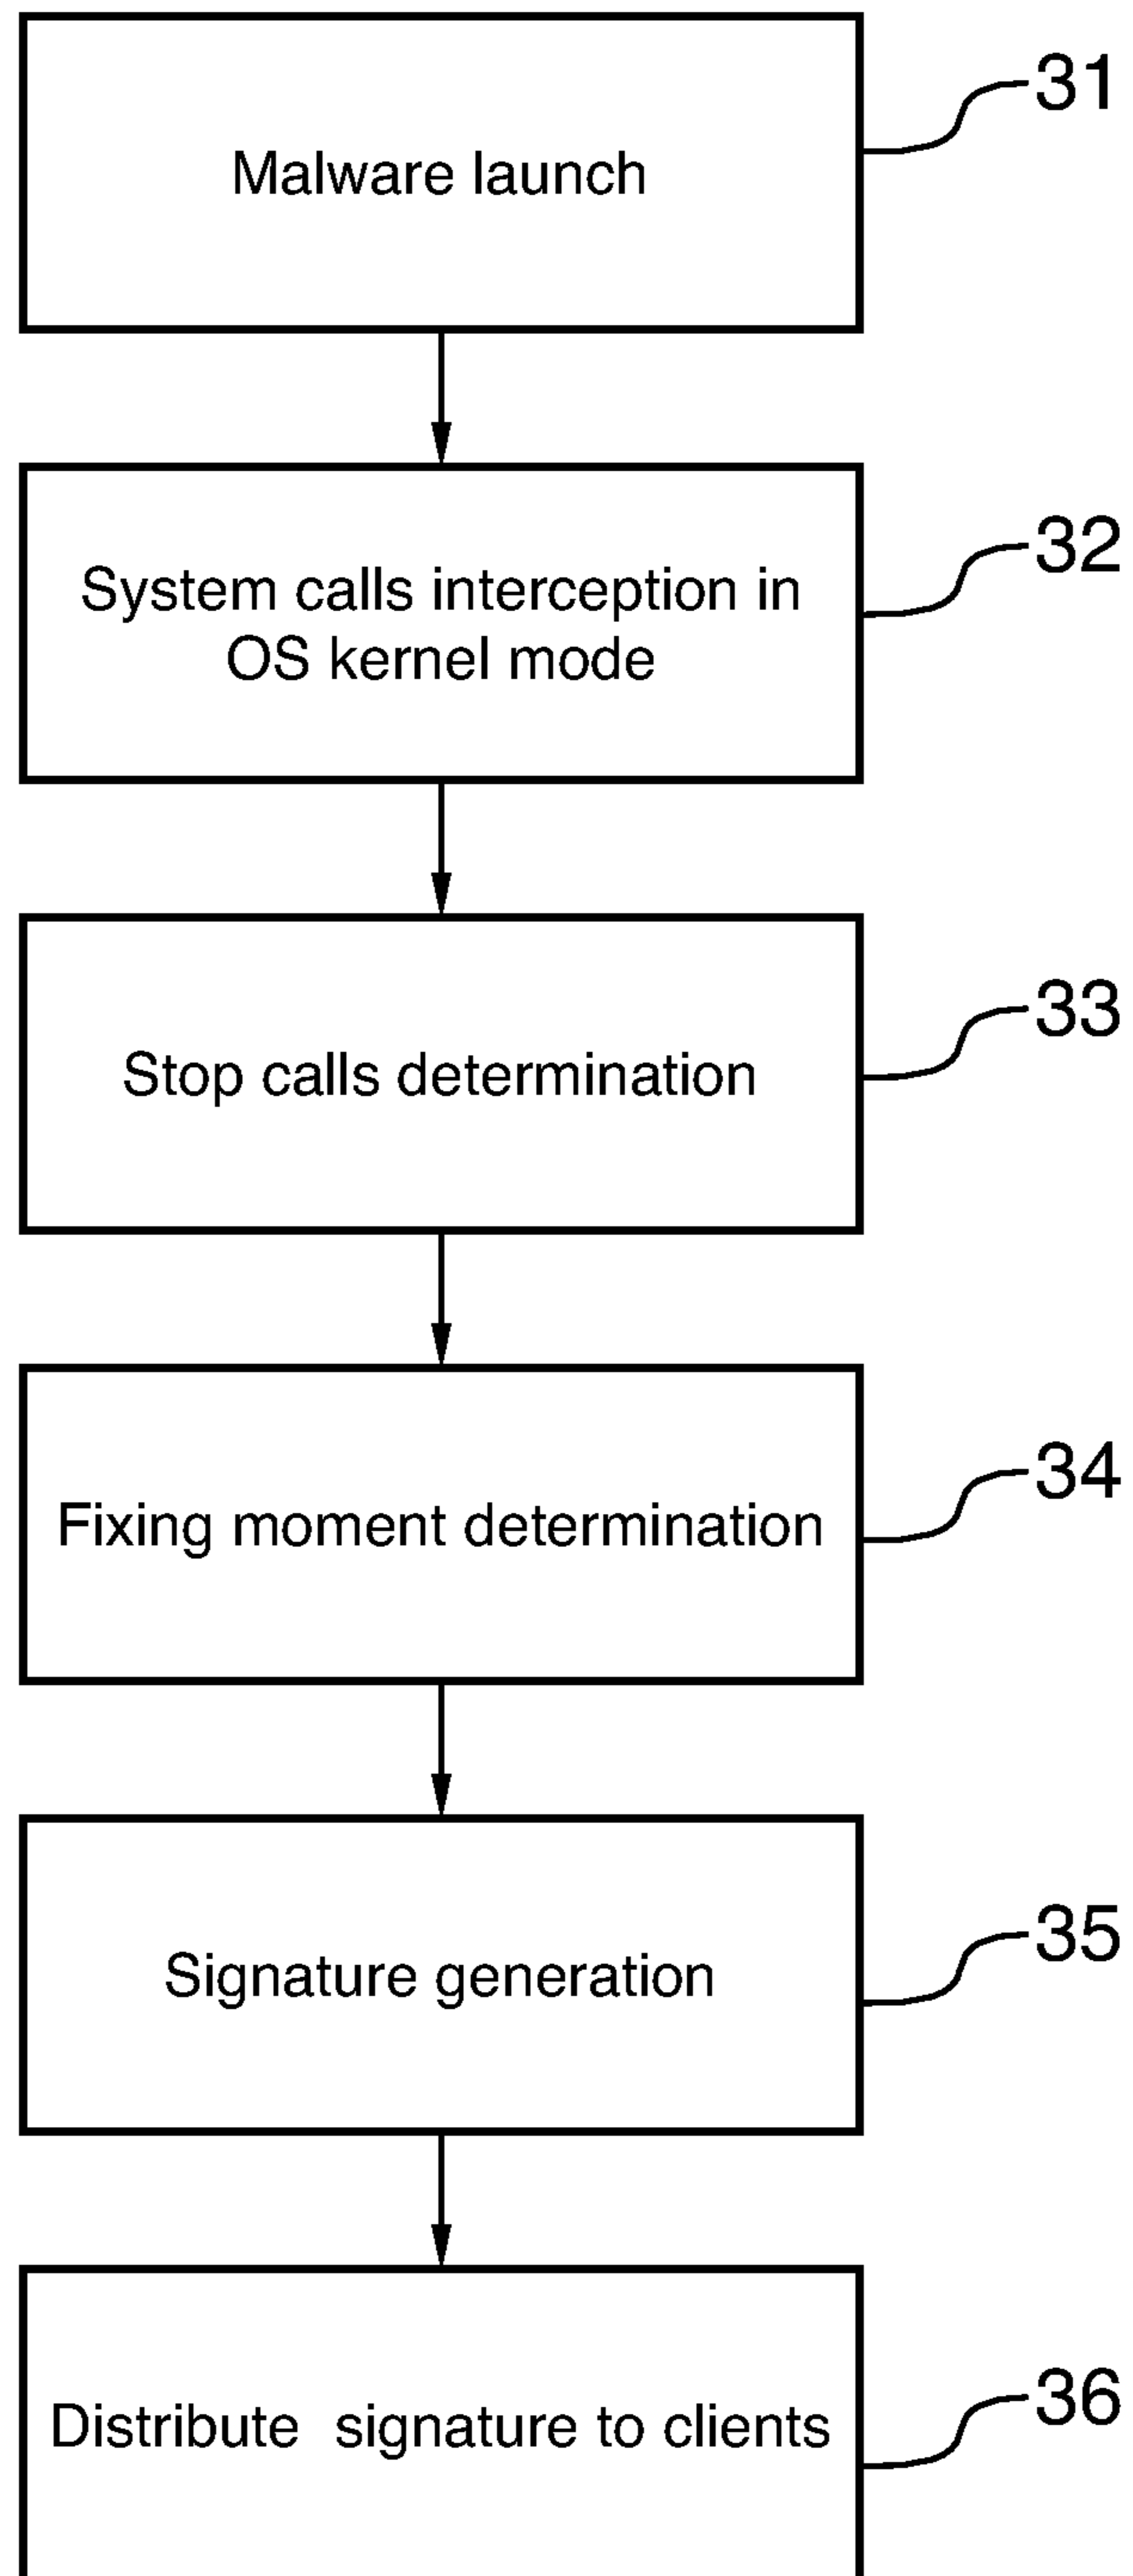 Malware launch
31
System calls interception in
OS kernel mode
32
Stop calls determination
33
Fixing moment determination
34
Signature generation
35
Distribute signature to clients
36